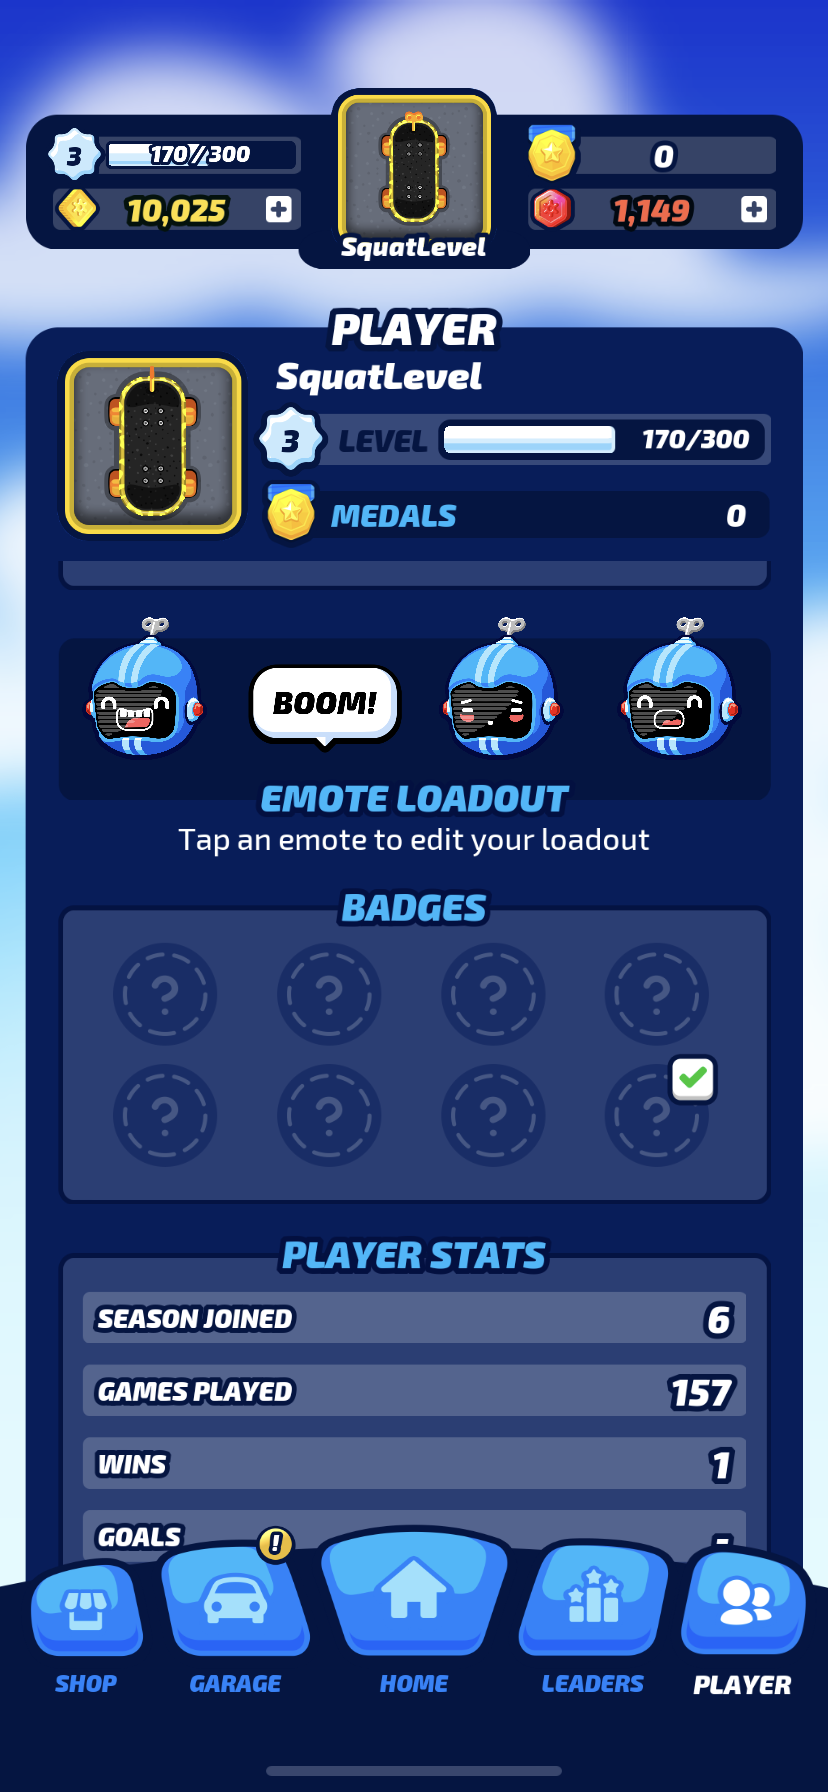 3
170/300
0
10,025
1,149
SquatLevel
PLAYER
SquatLevel
3 LEVEL 170/300
MEDALS 0
BOOM!
EMOTE LOADOUT
Tap an emote to edit your loadout
BADGES
? ? ? ?
? ? ? ?
PLAYER STATS
SEASON JOINED 6
GAMES PLAYED 157
WINS 1
GOALS -
!
SHOP GARAGE HOME LEADERS PLAYER